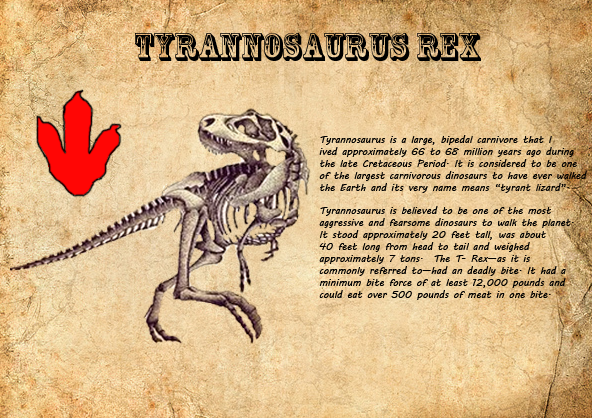 TYRANNOSAURUS REX
Tyrannosaurus is a large, bipedal carnivore that l
ived approximately 66 to 68 million years ago during
the late Cretaceous Period. It is considered to be one
of the largest carnivorous dinosaurs to have ever walked
the Earth and its very name means “tyrant lizard”.
Tyrannosaurus is believed to be one of the most
aggressive and fearsome dinosaurs to walk the planet.
It stood approximately 20 feet tall, was about
40 feet long from head to tail and weighed
approximately 7 tons. The T- Rex—as it is
commonly referred to—had an deadly bite. It had a
minimum bite force of at least 12,000 pounds and
could eat over 500 pounds of meat in one bite.